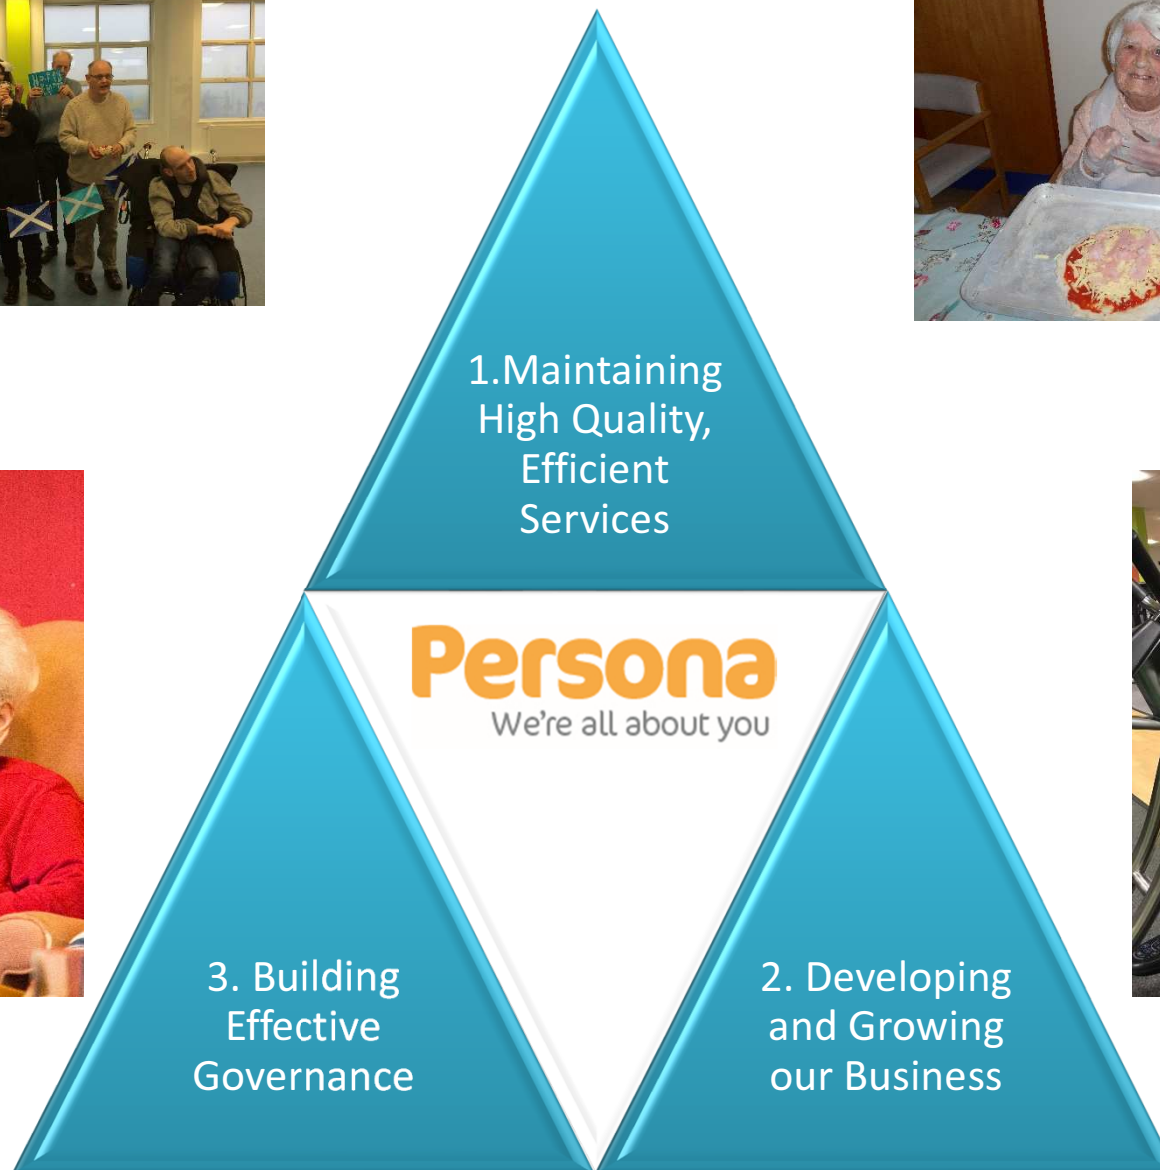 1.Maintaining
High Quality,
Efficient
Services
Persona
We're all about you
3. Building
Effective
Governance
2. Developing
and Growing
our Business